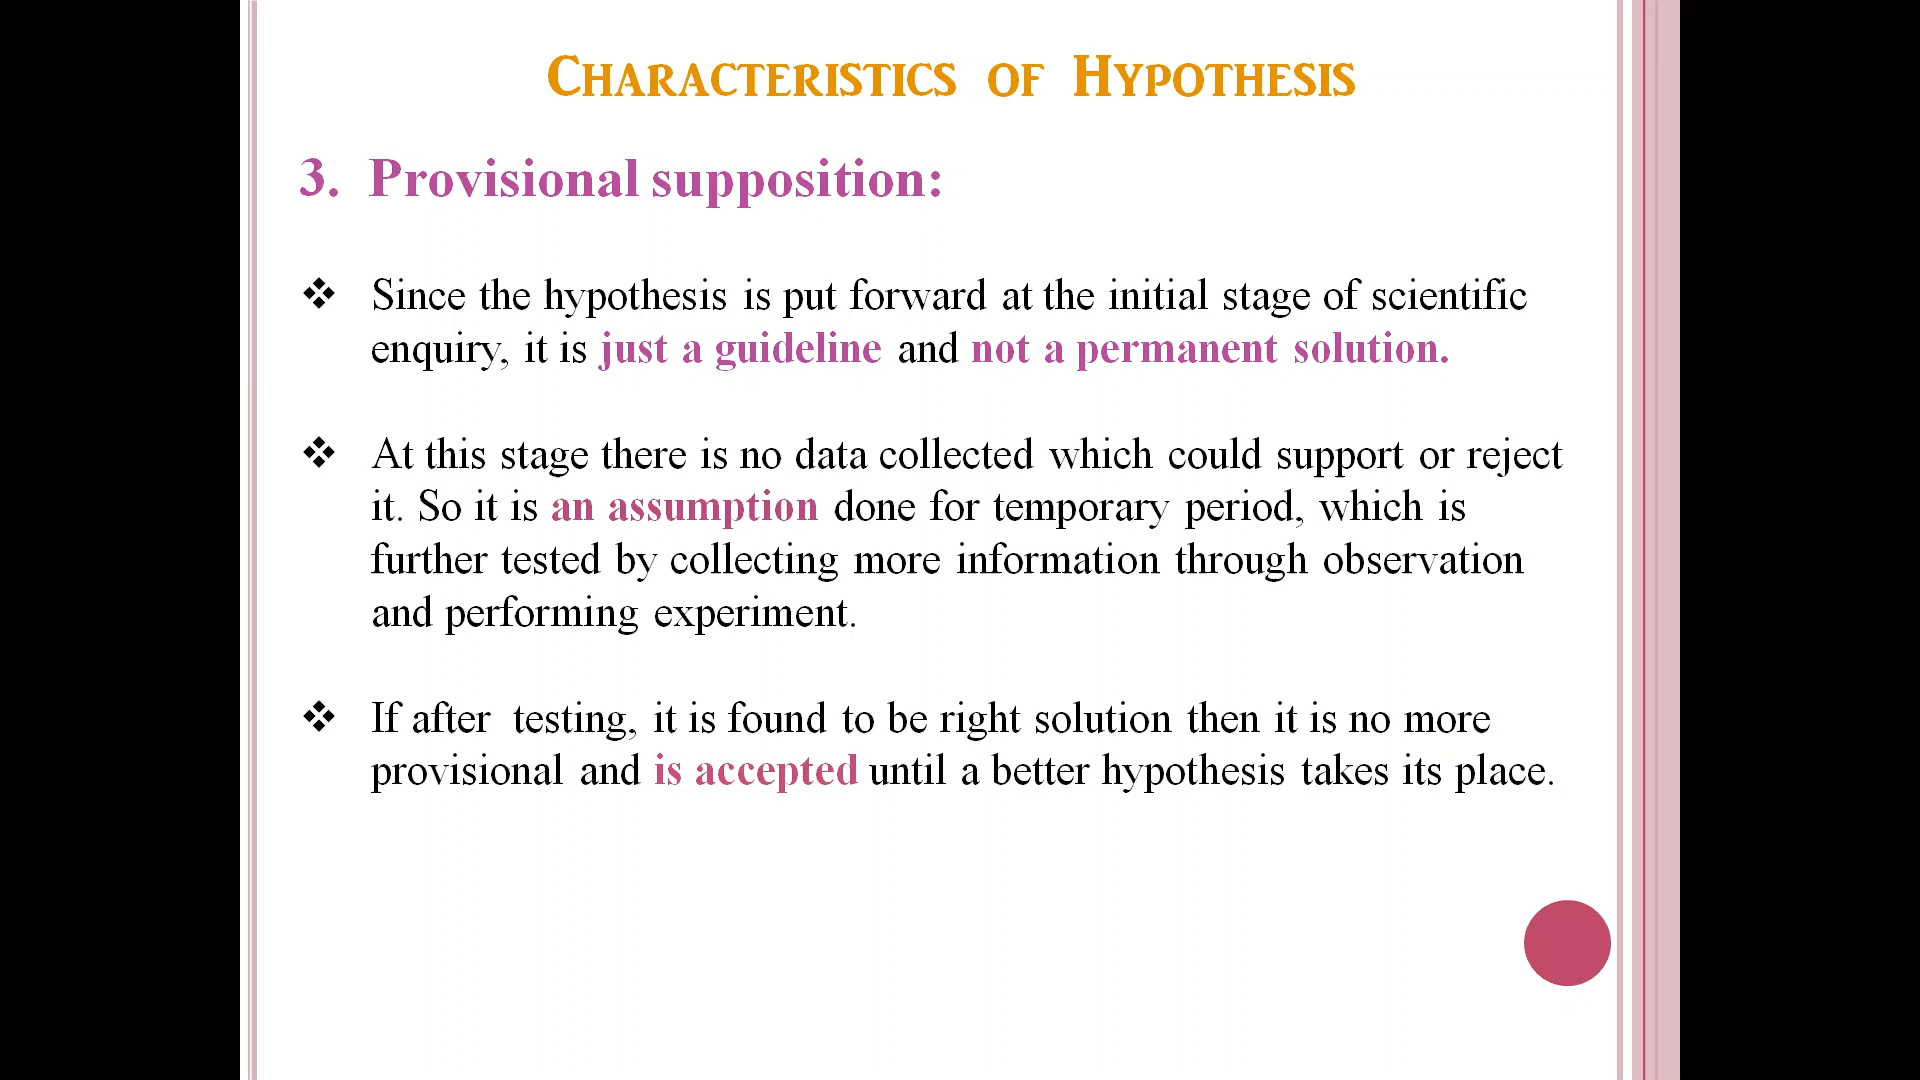 Characteristics of Hypothesis
3. Provisional supposition:
❖ Since the hypothesis is put forward at the initial stage of scientific
enquiry, it is just a guideline and not a permanent solution.
❖ At this stage there is no data collected which could support or reject
it. So it is an assumption done for temporary period, which is
further tested by collecting more information through observation
and performing experiment.
❖ If after testing, it is found to be right solution then it is no more
provisional and is accepted until a better hypothesis takes its place.